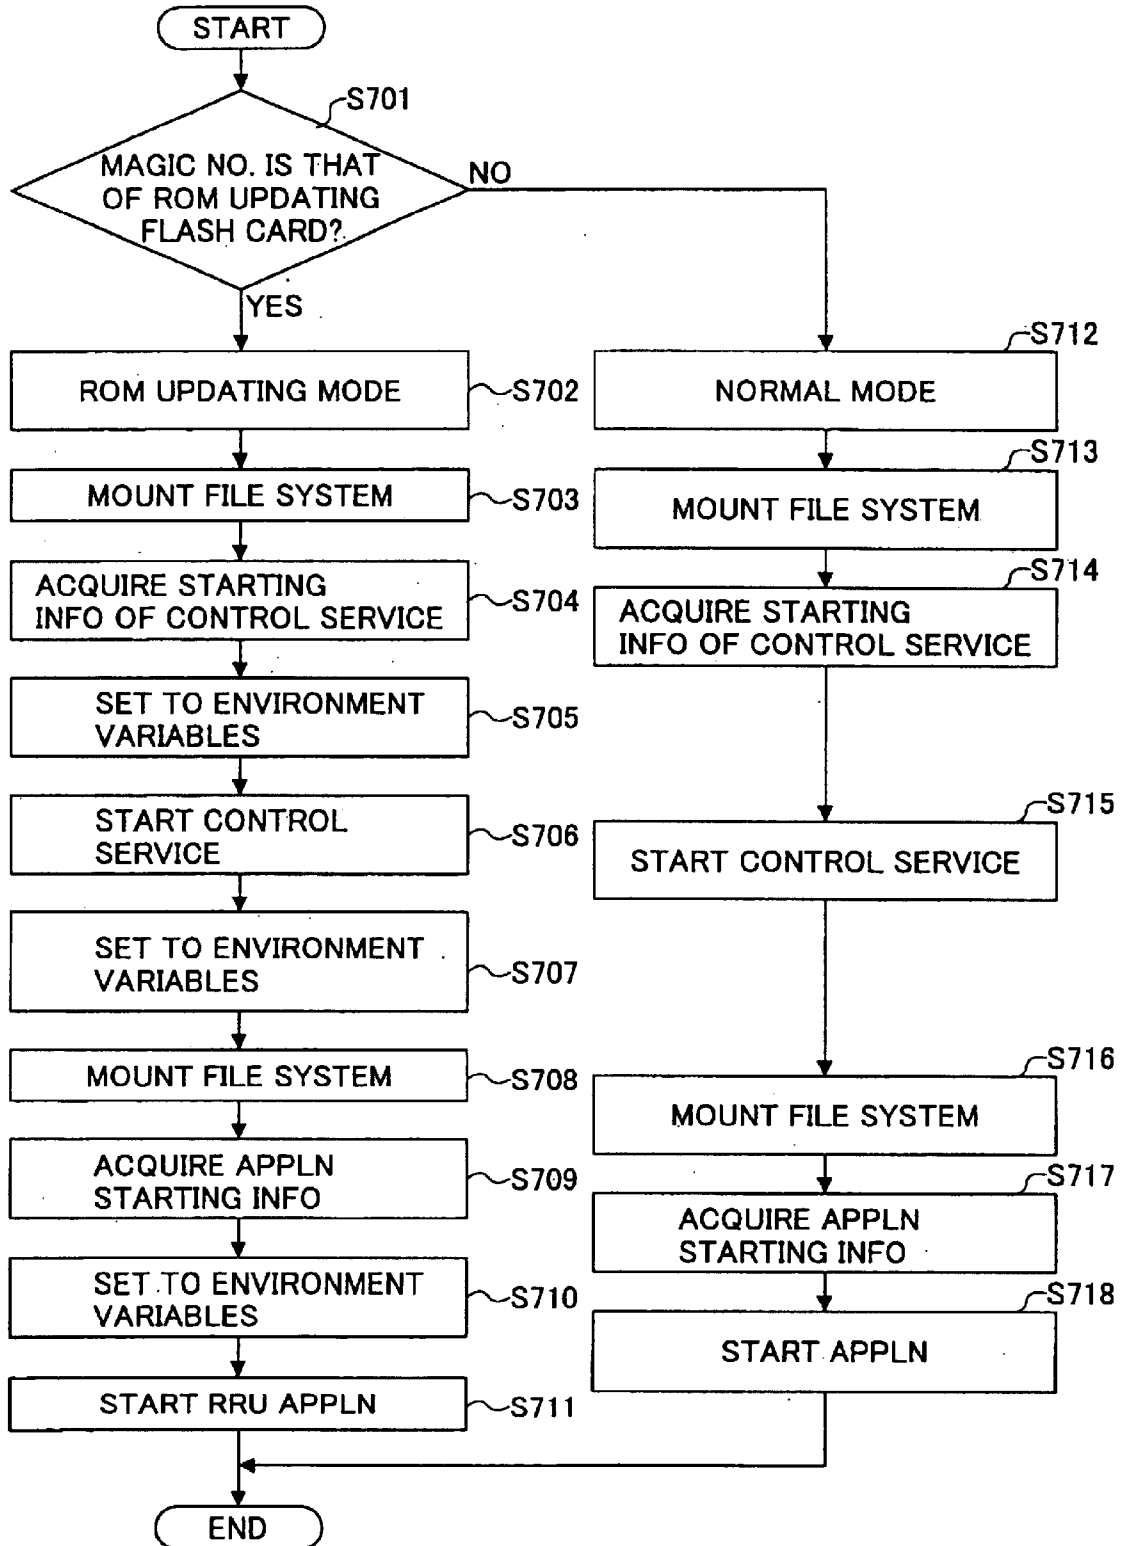 START
S701
MAGIC NO. IS THAT
OF ROM UPDATING
FLASH CARD?
NO
YES
ROM UPDATING MODE
S702
MOUNT FILE SYSTEM
S703
ACQUIRE STARTING
INFO OF CONTROL SERVICE
S704
SET TO ENVIRONMENT
VARIABLES
S705
START CONTROL
SERVICE
S706
SET TO ENVIRONMENT
VARIABLES
S707
MOUNT FILE SYSTEM
S708
ACQUIRE APPLN
STARTING INFO
S709
SET TO ENVIRONMENT
VARIABLES
S710
START RRU APPLN
S711
S712
NORMAL MODE
S713
MOUNT FILE SYSTEM
S714
ACQUIRE STARTING
INFO OF CONTROL SERVICE
S715
START CONTROL SERVICE
S716
MOUNT FILE SYSTEM
S717
ACQUIRE APPLN
STARTING INFO
S718
START APPLN
END